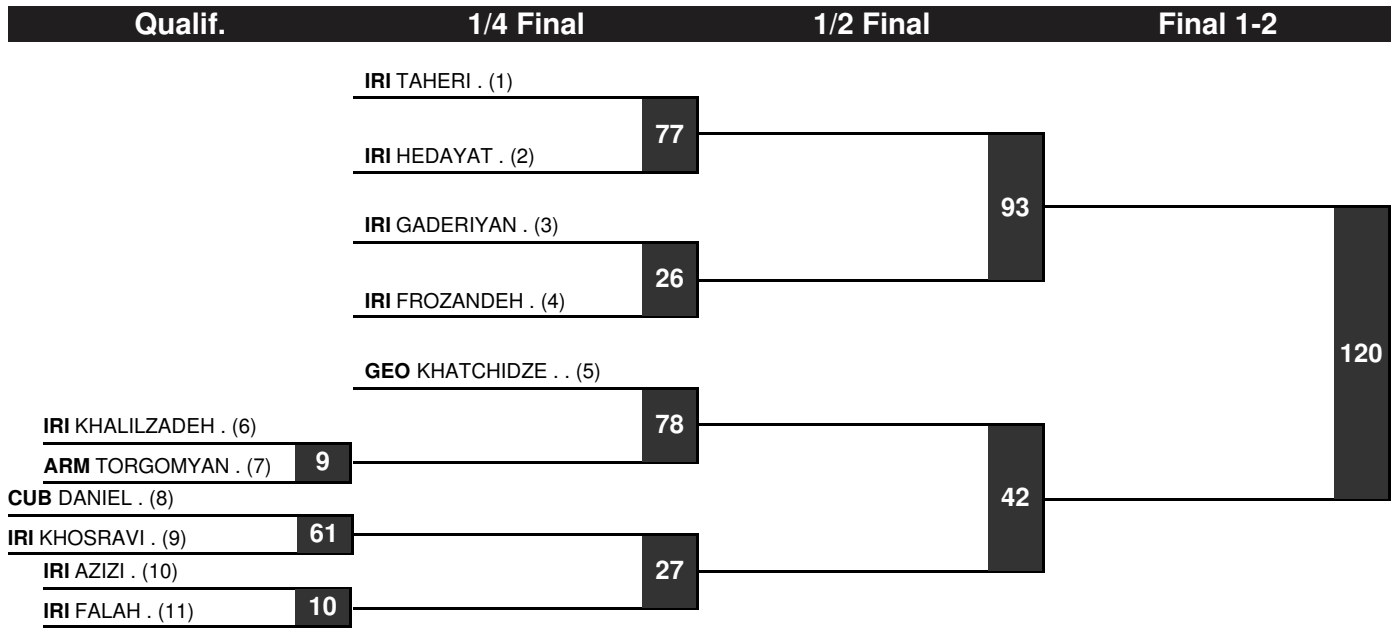 Qualif. 1/4 Final 1/2 Final Final 1-2
IRI TAHERI . (1)
77
IRI HEDAYAT . (2)
93
IRI GADERIYAN . (3)
26
IRI FROZANDEH . (4)
120
GEO KHATCHIDZE . . (5)
78
IRI KHALILZADEH . (6)
9
ARM TORGOMYAN . (7)
CUB DANIEL . (8)
42
61
IRI KHOSRAVI . (9)
27
IRI AZIZI . (10)
10
IRI FALAH . (11)